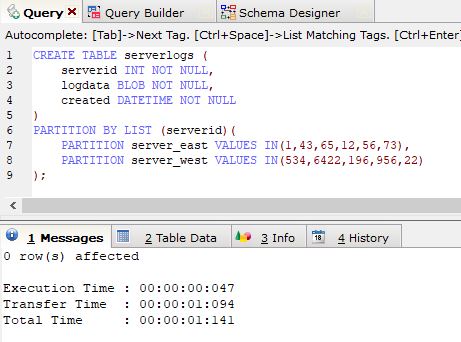 Query Query Builder Schema Designer
Autocomplete: [Tab]->Next Tag. [Ctrl+Space]->List Matching Tags. [Ctrl+Enter]
1 CREATE TABLE serverlogs (
2 serverid INT NOT NULL,
3 logdata BLOB NOT NULL,
4 created DATETIME NOT NULL
5 )
6 PARTITION BY LIST (serverid)(
7 PARTITION server_east VALUES IN(1,43,65,12,56,73),
8 PARTITION server_west VALUES IN(534,6422,196,956,22)
9 );
1 Messages 2 Table Data 3 Info 18 4 History
0 row(s) affected
Execution Time : 00:00:00:047
Transfer Time : 00:00:01:094
Total Time : 00:00:01:141